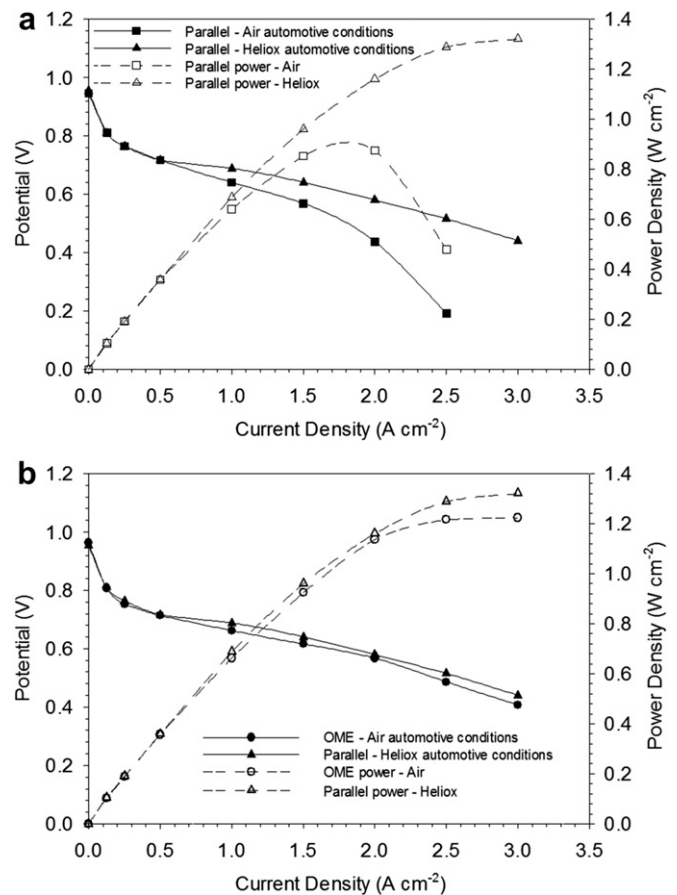 a
Parallel - Air automotive conditions
Parallel - Heliox automotive conditions
Parallel power - Air
Parallel power - Heliox
1.2
1.0
0.8
0.6
0.4
0.2
0.0
Potential (V)
1.4
1.2
1.0
0.8
0.6
0.4
0.2
0.0
Power Density (W cm⁻²)
0.0 0.5 1.0 1.5 2.0 2.5 3.0 3.5
Current Density (A cm⁻²)
b
1.2
1.0
0.8
0.6
0.4
0.2
0.0
Potential (V)
OME - Air automotive conditions
Parallel - Heliox automotive conditions
OME power - Air
Parallel power - Heliox
1.4
1.2
1.0
0.8
0.6
0.4
0.2
0.0
Power Density (W cm⁻²)
0.0 0.5 1.0 1.5 2.0 2.5 3.0 3.5
Current Density (A cm⁻²)